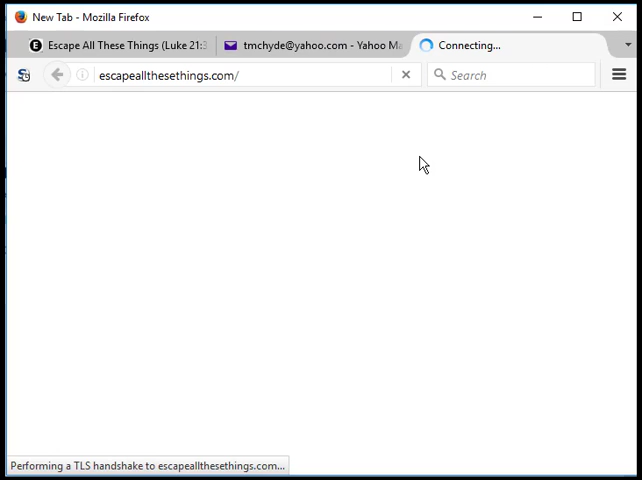 New Tab - Mozilla Firefox
Escape All These Things (Luke 21:3
tmchyde@yahoo.com - Yahoo Ma
Connecting...
escapeallthesethings.com/
Search
Performing a TLS handshake to escapeallthesethings.com...